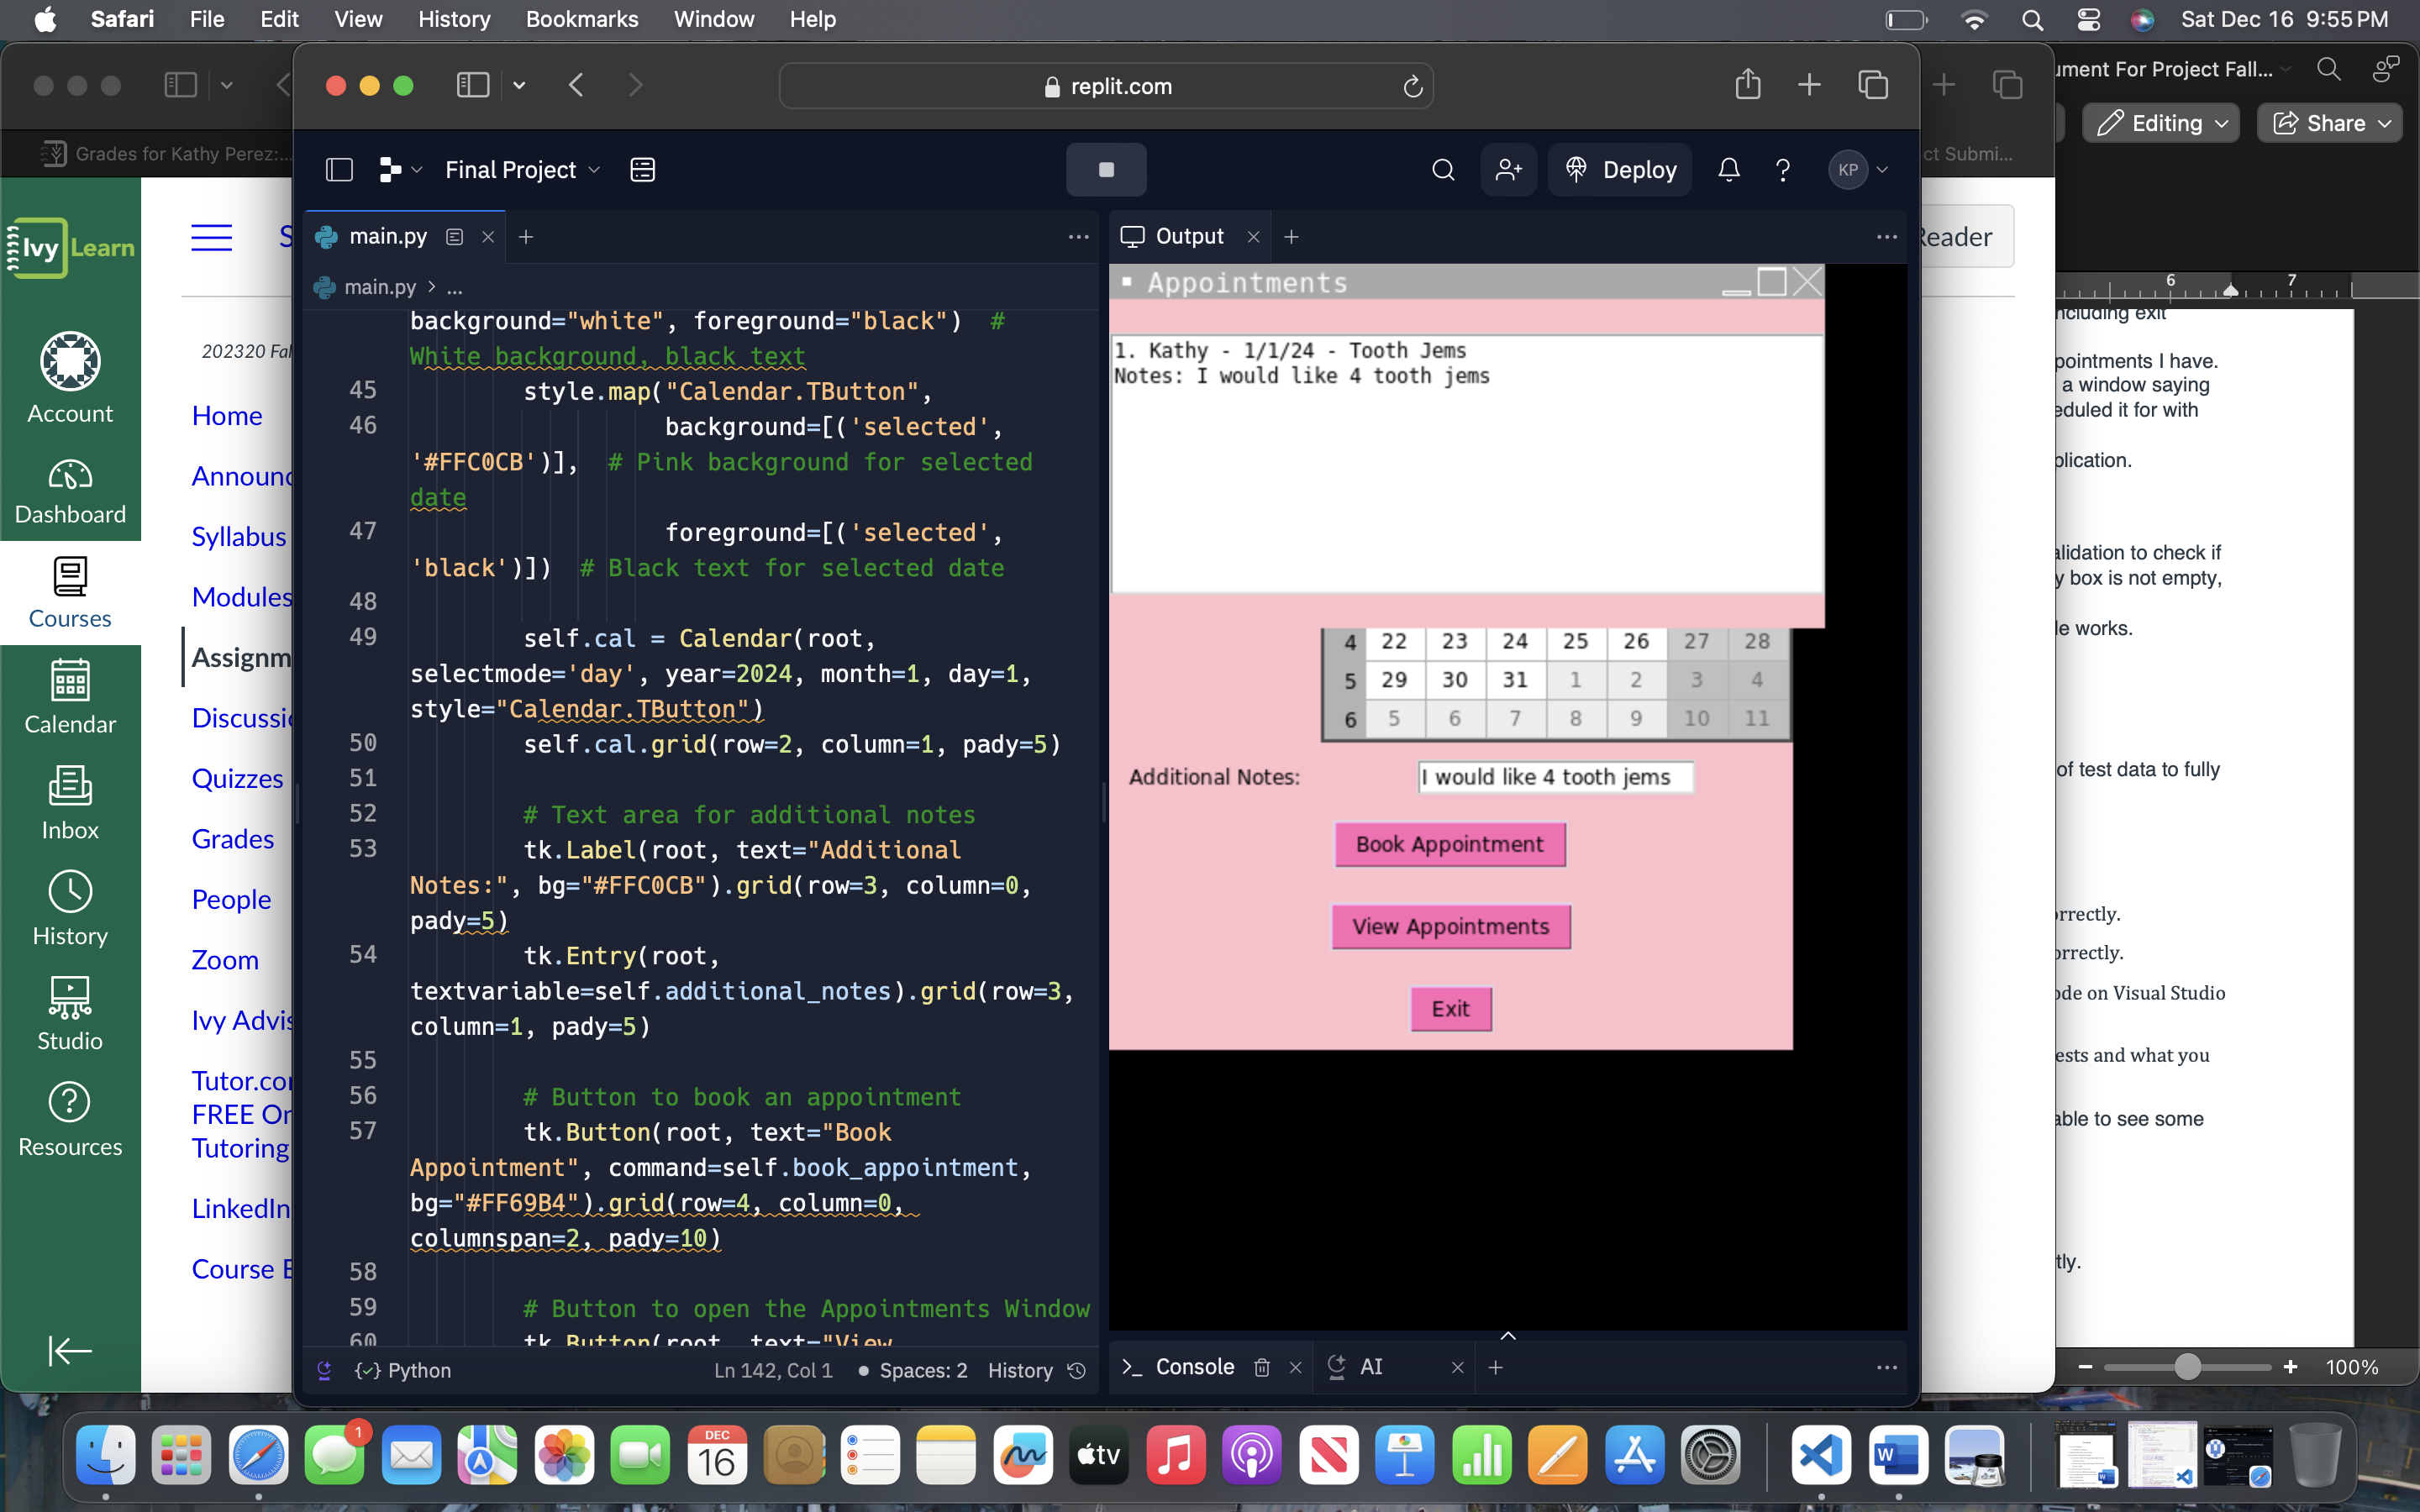 Safari File Edit View History Bookmarks Window Help Sat Dec 16 9:55 PM
replit.com
Grades for Kathy Perez:...
Ivy Learn
Account
Dashboard
Courses
Calendar
Inbox
History
Studio
Resources
S
202320 Fal
Home
Announc
Syllabus
Modules
Assignm
Discussio
Quizzes
Grades
People
Zoom
Ivy Advis
Tutor.co
FREE On
Tutoring
LinkedIn
Course E
Final Project
Deploy
KP
main.py
main.py > ...
background="white", foreground="black") #
White background, black text
45 style.map("Calendar.TButton",
46 background=[('selected',
'#FFC0CB')], # Pink background for selected
date
47 foreground=[('selected',
'black')]) # Black text for selected date
48
49 self.cal = Calendar(root,
selectmode='day', year=2024, month=1, day=1,
style="Calendar.TButton")
50 self.cal.grid(row=2, column=1, pady=5)
51
52 # Text area for additional notes
53 tk.Label(root, text="Additional
Notes:", bg="#FFC0CB").grid(row=3, column=0,
pady=5)
54 tk.Entry(root,
textvariable=self.additional_notes).grid(row=3,
column=1, pady=5)
55
56 # Button to book an appointment
57 tk.Button(root, text="Book
Appointment", command=self.book_appointment,
bg="#FF69B4").grid(row=4, column=0,
columnspan=2, pady=10)
58
59 # Button to open the Appointments Window
60 tk.Button(root, text="View
Python Ln 142, Col 1 Spaces: 2 History
Output
Appointments
1. Kathy - 1/1/24 - Tooth Jems
Notes: I would like 4 tooth jems
4 22 23 24 25 26 27 28
5 29 30 31 1 2 3 4
6 5 6 7 8 9 10 11
Additional Notes: I would like 4 tooth jems
Book Appointment
View Appointments
Exit
Console AI
ct Submi...
Reader
ument For Project Fall...
Editing Share
6 7
ncluding exit
pointments I have.
a window saying
eduled it for with
plication.
alidation to check if
y box is not empty,
le works.
of test data to fully
orrectly.
orrectly.
ode on Visual Studio
ests and what you
able to see some
tly.
100%
1
DEC
16
tv
W